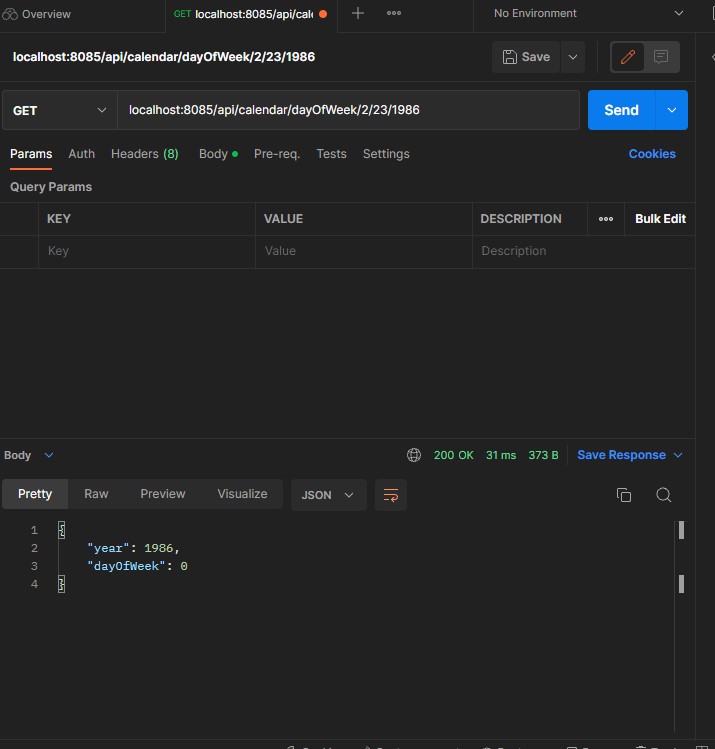 Overview GET localhost:8085/api/cal No Environment
localhost:8085/api/calendar/dayOfWeek/2/23/1986 Save
GET localhost:8085/api/calendar/dayOfWeek/2/23/1986 Send
Params Auth Headers (8) Body Pre-req. Tests Settings Cookies
Query Params
KEY VALUE DESCRIPTION Bulk Edit
Key Value Description
Body 200 OK 31 ms 373 B Save Response
Pretty Raw Preview Visualize JSON
1 {
2 "year": 1986,
3 "dayOfWeek": 0
4 }